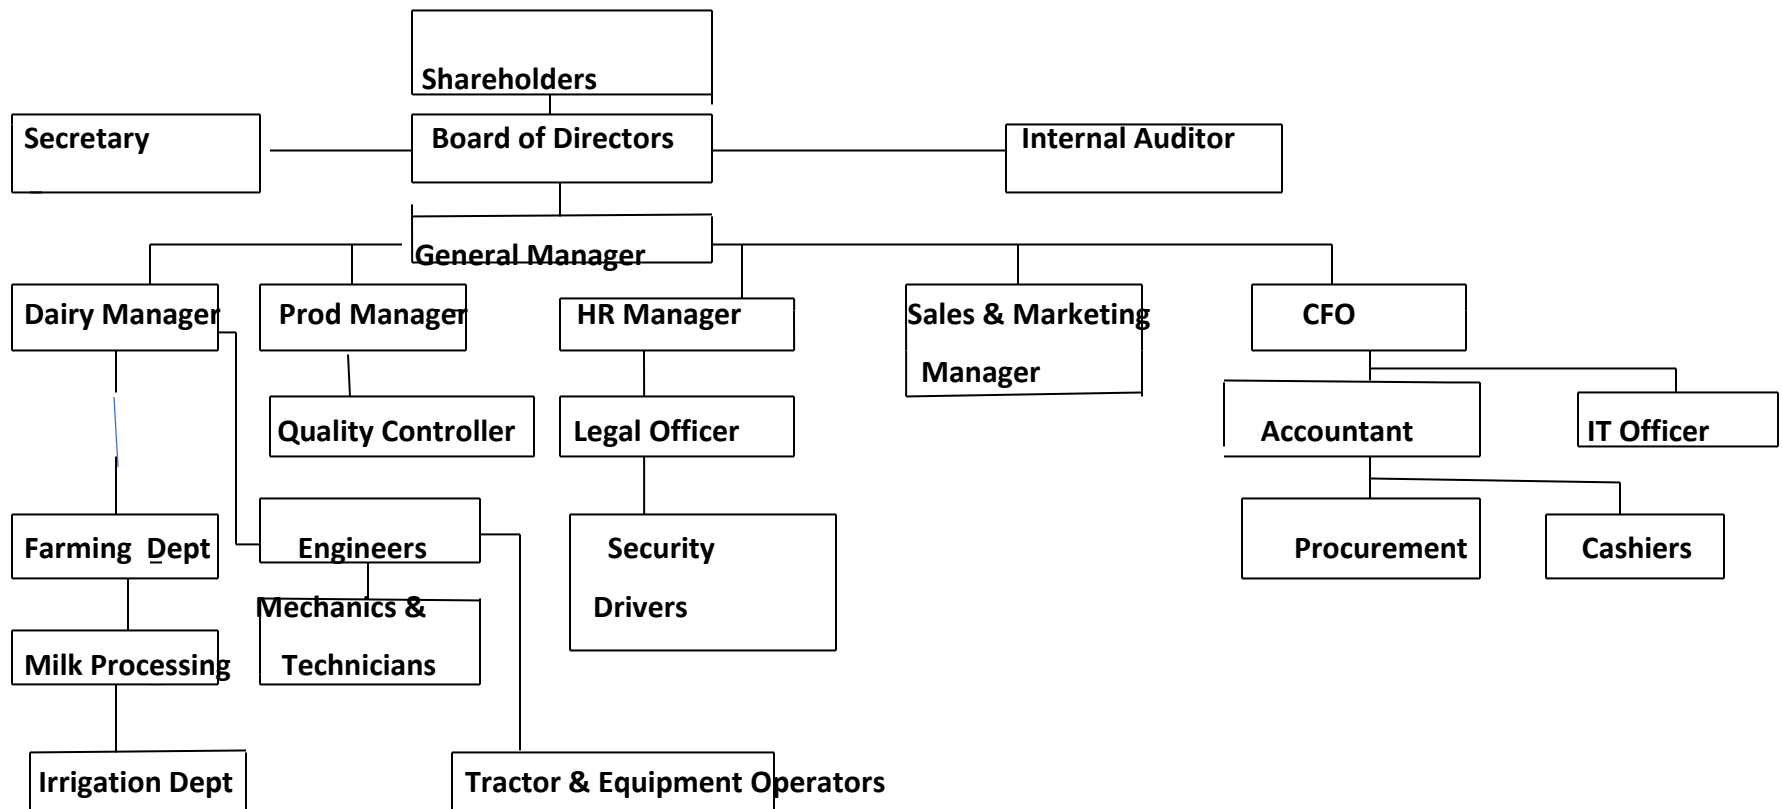 Shareholders
Secretary
Board of Directors
Internal Auditor
General Manager
Dairy Manager
Prod Manager
HR Manager
Sales & Marketing
Manager
CFO
Quality Controller
Legal Officer
Accountant
IT Officer
Farming Dept
Engineers
Security
Drivers
Procurement
Cashiers
Mechanics &
Technicians
Milk Processing
Irrigation Dept
Tractor & Equipment Operators